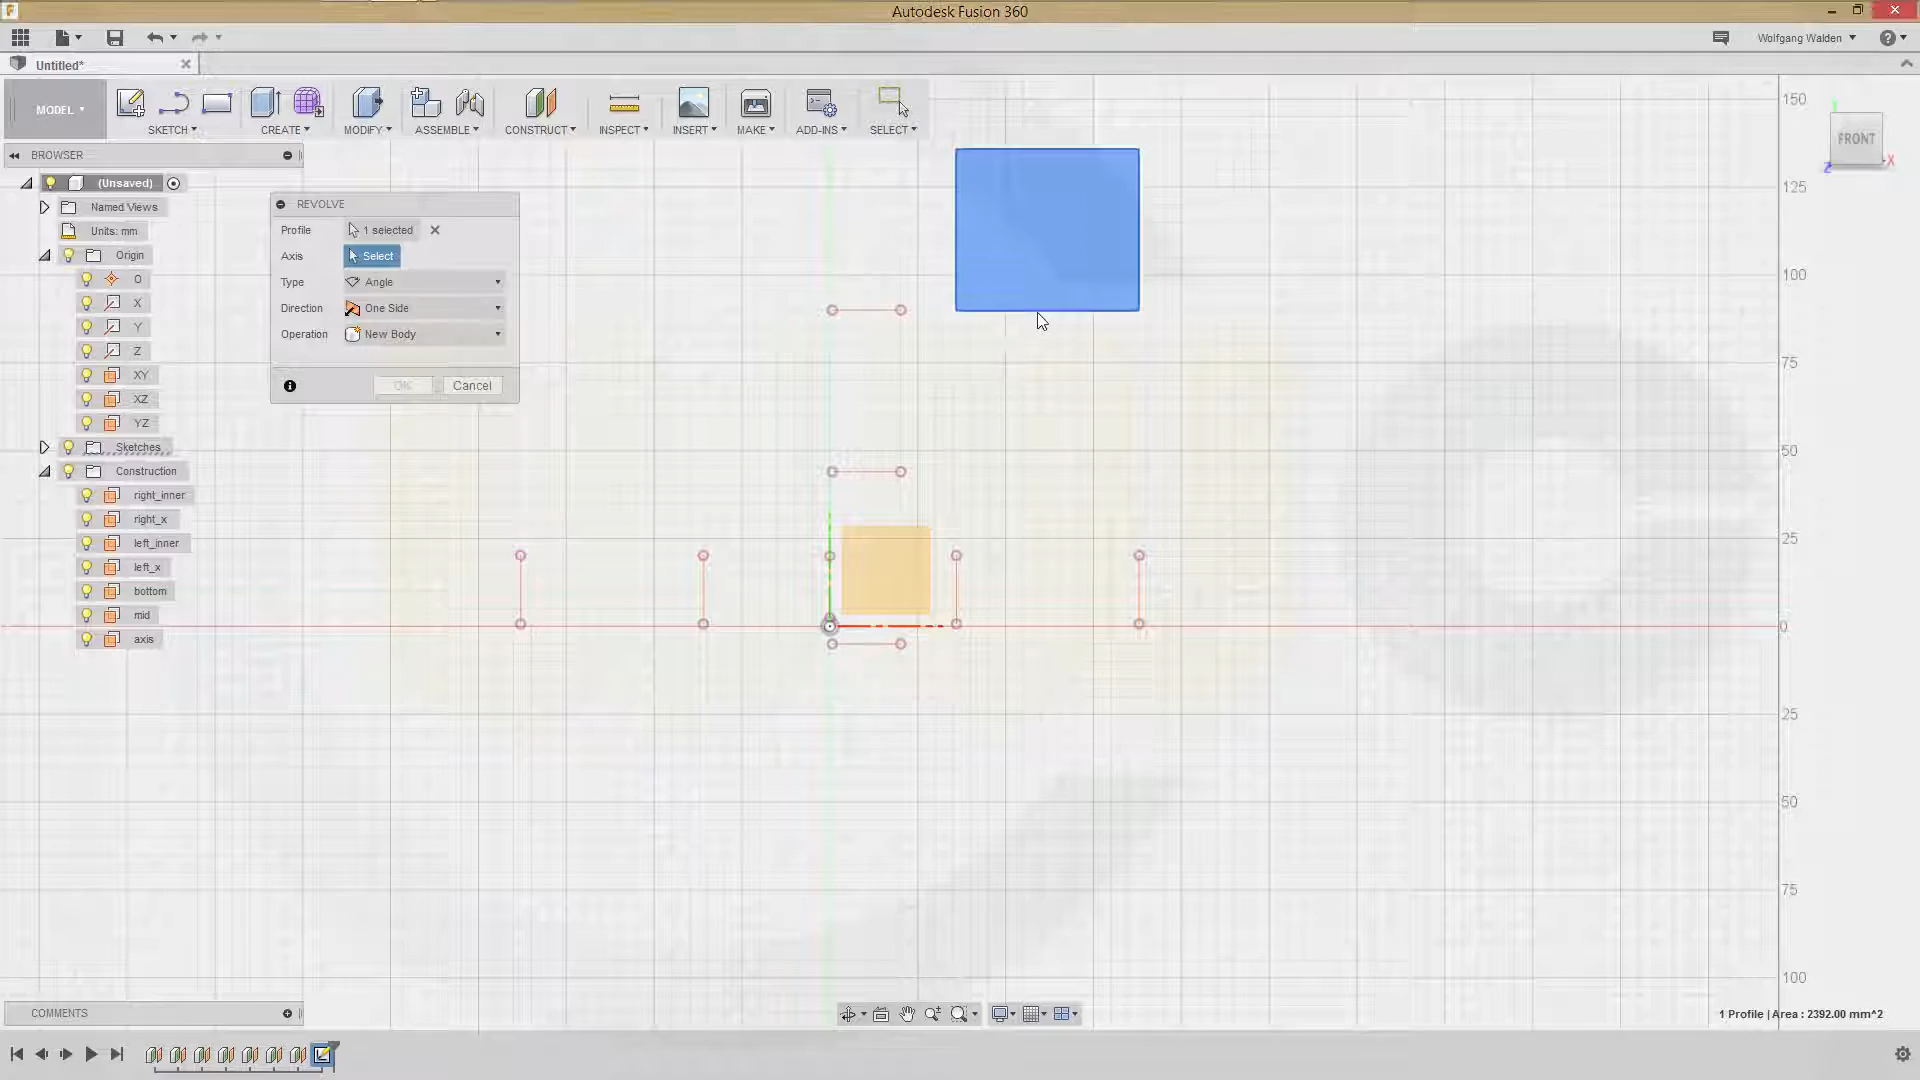 Autodesk Fusion 360
Wolfgang Walden
Untitled*
MODEL
SKETCH
CREATE
MODIFY
ASSEMBLE
CONSTRUCT
INSPECT
INSERT
MAKE
ADD-INS
SELECT
BROWSER
(Unsaved)
Named Views
Units: mm
Origin
O
X
Y
Z
XY
XZ
YZ
Sketches
Construction
right_inner
right_x
left_inner
left_x
bottom
mid
axis
REVOLVE
Profile 1 selected
Axis Select
Type Angle
Direction One Side
Operation New Body
OK Cancel
FRONT
X
Z
150
125
100
75
50
25
0
25
50
75
100
COMMENTS
1 Profile | Area : 2392.00 mm^2